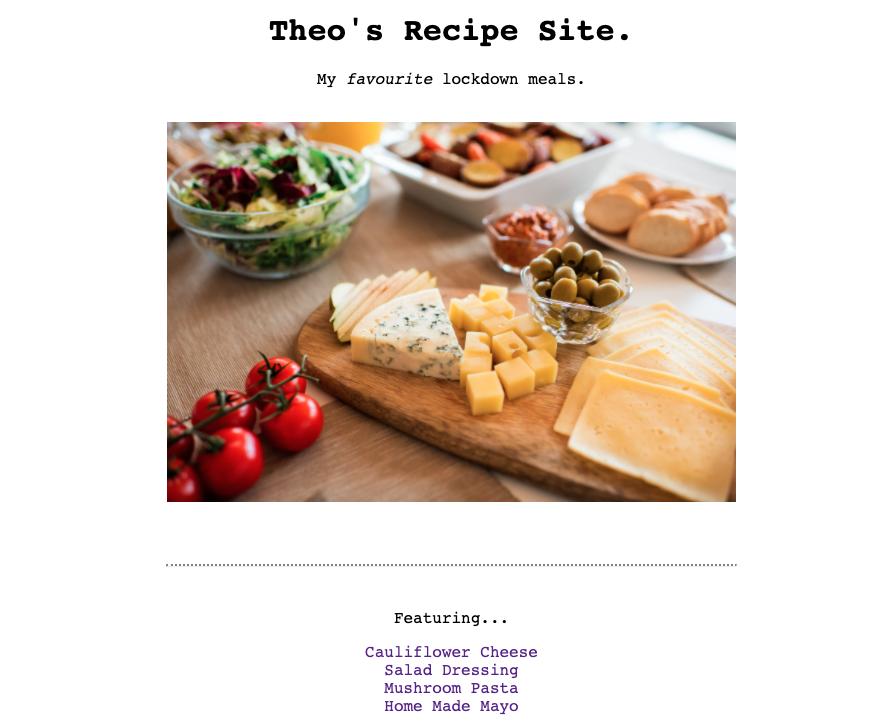 Theo's Recipe Site.
My favourite lockdown meals.
Featuring...
Cauliflower Cheese
Salad Dressing
Mushroom Pasta
Home Made Mayo